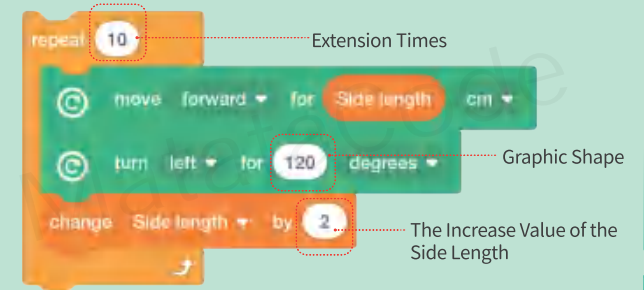 repeat 10
Extension Times
move forward for Side length cm
turn left for 120 degrees
Graphic Shape
change Side length by 2
The Increase Value of the
Side Length